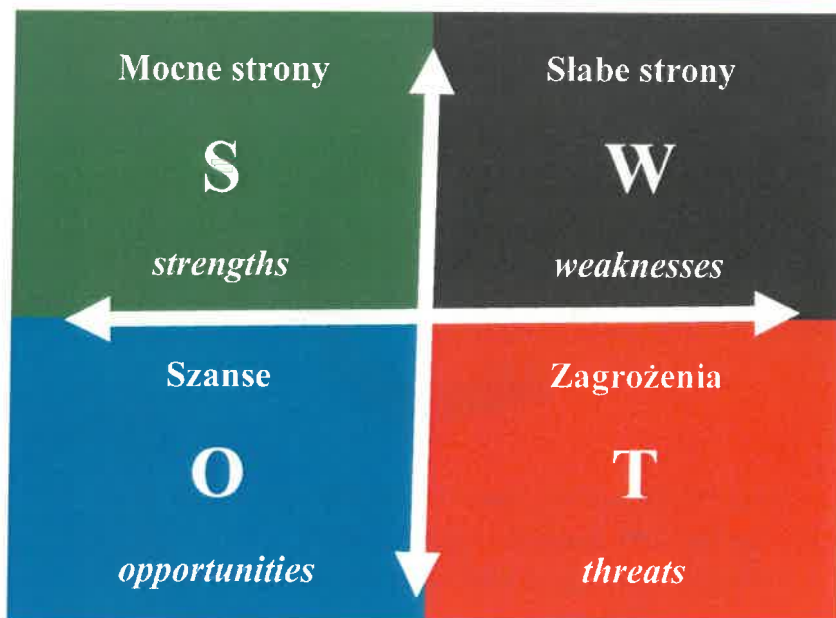 Mocne strony
S
strengths
Słabe strony
W
weaknesses
Szanse
O
opportunities
Zagrożenia
T
threats